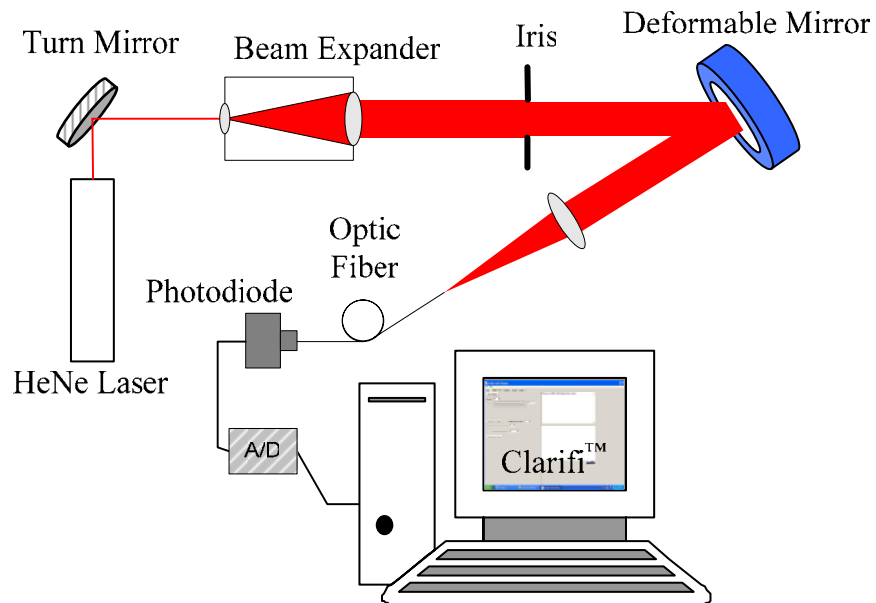 Turn Mirror
Beam Expander
Iris
Deformable Mirror
Optic
Fiber
Photodiode
HeNe Laser
A/D
Clarifi™